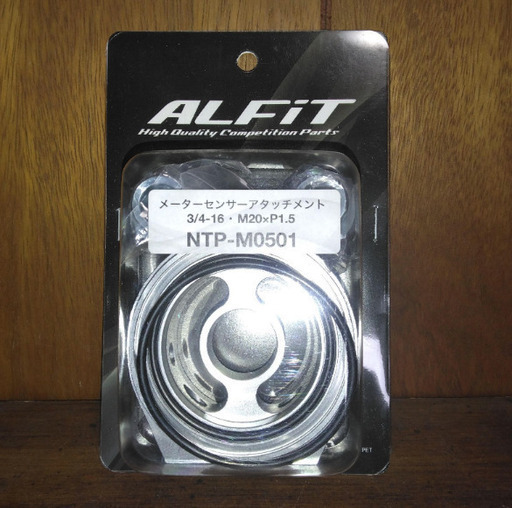 ALFiT
High Quality Competition Parts
メーターセンサーアタッチメント
3/4-16・M20×P1.5
NTP-M0501
PET